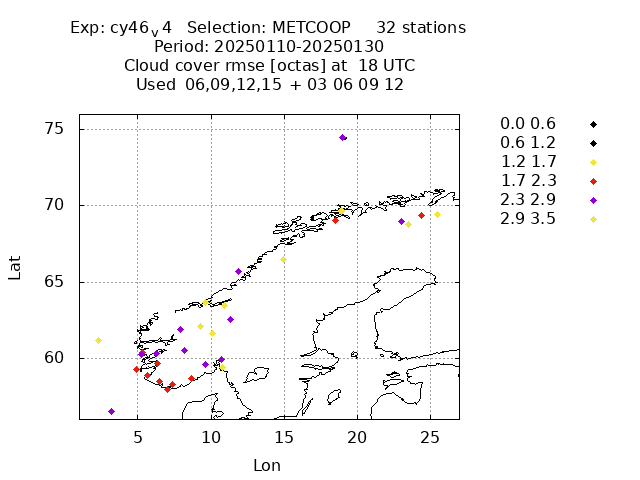 Exp: cy46v4 Selection: METCOOP 32 stations
Period: 20250110-20250130
Cloud cover rmse [octas] at 18 UTC
Used 06,09,12,15 + 03 06 09 12
0.0 0.6
0.6 1.2
1.2 1.7
1.7 2.3
2.3 2.9
2.9 3.5
75
70
65
60
Lat
5 10 15 20 25
Lon